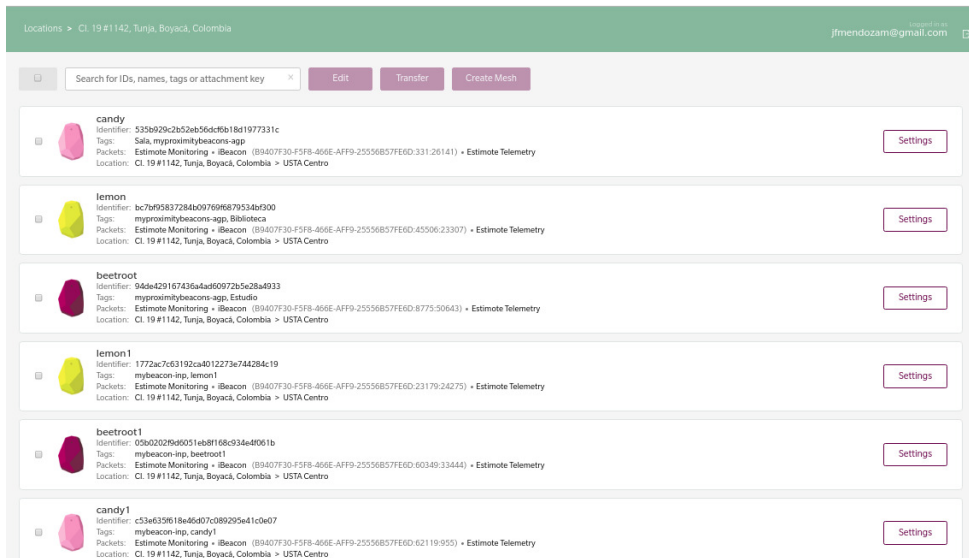 Locations > Cl. 19 #1142, Tunja, Boyacá, Colombia
Logged in as
jfmendozam@gmail.com
Search for IDs, names, tags or attachment key ×
Edit
Transfer
Create Mesh
candy
Identifier: 535b929c2b52eb56dcf6b18d1977331c
Tags: Sala, myproximitybeacons-agp
Packets: Estimote Monitoring • iBeacon (B9407F30-F5F8-466E-AFF9-25556B57FE6D:331:26141) • Estimote Telemetry
Location: Cl. 19 #1142, Tunja, Boyacá, Colombia > USTA Centro
Settings
lemon
Identifier: bc7bf95837284b09769f6879534bf300
Tags: myproximitybeacons-agp, Biblioteca
Packets: Estimote Monitoring • iBeacon (B9407F30-F5F8-466E-AFF9-25556B57FE6D:45506:23307) • Estimote Telemetry
Location: Cl. 19 #1142, Tunja, Boyacá, Colombia > USTA Centro
Settings
beetroot
Identifier: 94de429167436a4ad60972b5e28a4933
Tags: myproximitybeacons-agp, Estudio
Packets: Estimote Monitoring • iBeacon (B9407F30-F5F8-466E-AFF9-25556B57FE6D:8775:50643) • Estimote Telemetry
Location: Cl. 19 #1142, Tunja, Boyacá, Colombia > USTA Centro
Settings
lemon1
Identifier: 1772ac7c63192ca4012273e744284c19
Tags: mybeacon-inp, lemon1
Packets: Estimote Monitoring • iBeacon (B9407F30-F5F8-466E-AFF9-25556B57FE6D:23179:24275) • Estimote Telemetry
Location: Cl. 19 #1142, Tunja, Boyacá, Colombia > USTA Centro
Settings
beetroot1
Identifier: 05b0202f9d6051eb8f168c934e4f061b
Tags: mybeacon-inp, beetroot1
Packets: Estimote Monitoring • iBeacon (B9407F30-F5F8-466E-AFF9-25556B57FE6D:60349:33444) • Estimote Telemetry
Location: Cl. 19 #1142, Tunja, Boyacá, Colombia > USTA Centro
Settings
candy1
Identifier: c53e635f618e46d07c089295e41c0e07
Tags: mybeacon-inp, candy1
Packets: Estimote Monitoring • iBeacon (B9407F30-F5F8-466E-AFF9-25556B57FE6D:62119:955) • Estimote Telemetry
Location: Cl. 19 #1142, Tunja, Boyacá, Colombia > USTA Centro
Settings